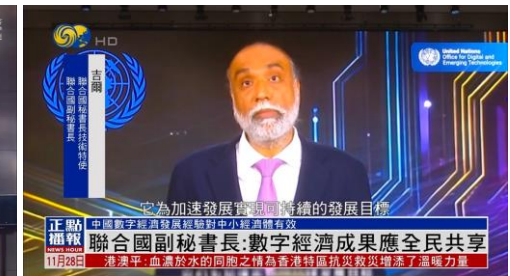 HD
United Nations
Office for Digital and
Emerging Technologies
吉爾
聯合國秘書長技術特使
聯合國副秘書長
它為加速發展實現可持續的發展目標
正點
播報
NEWS HOUR
11月28日
中國數字經濟發展經驗對中小經濟體有效
聯合國副秘書長:數字經濟成果應全民共享
港澳平:血濃於水的同胞之情為香港特區抗災救災增添了溫暖力量